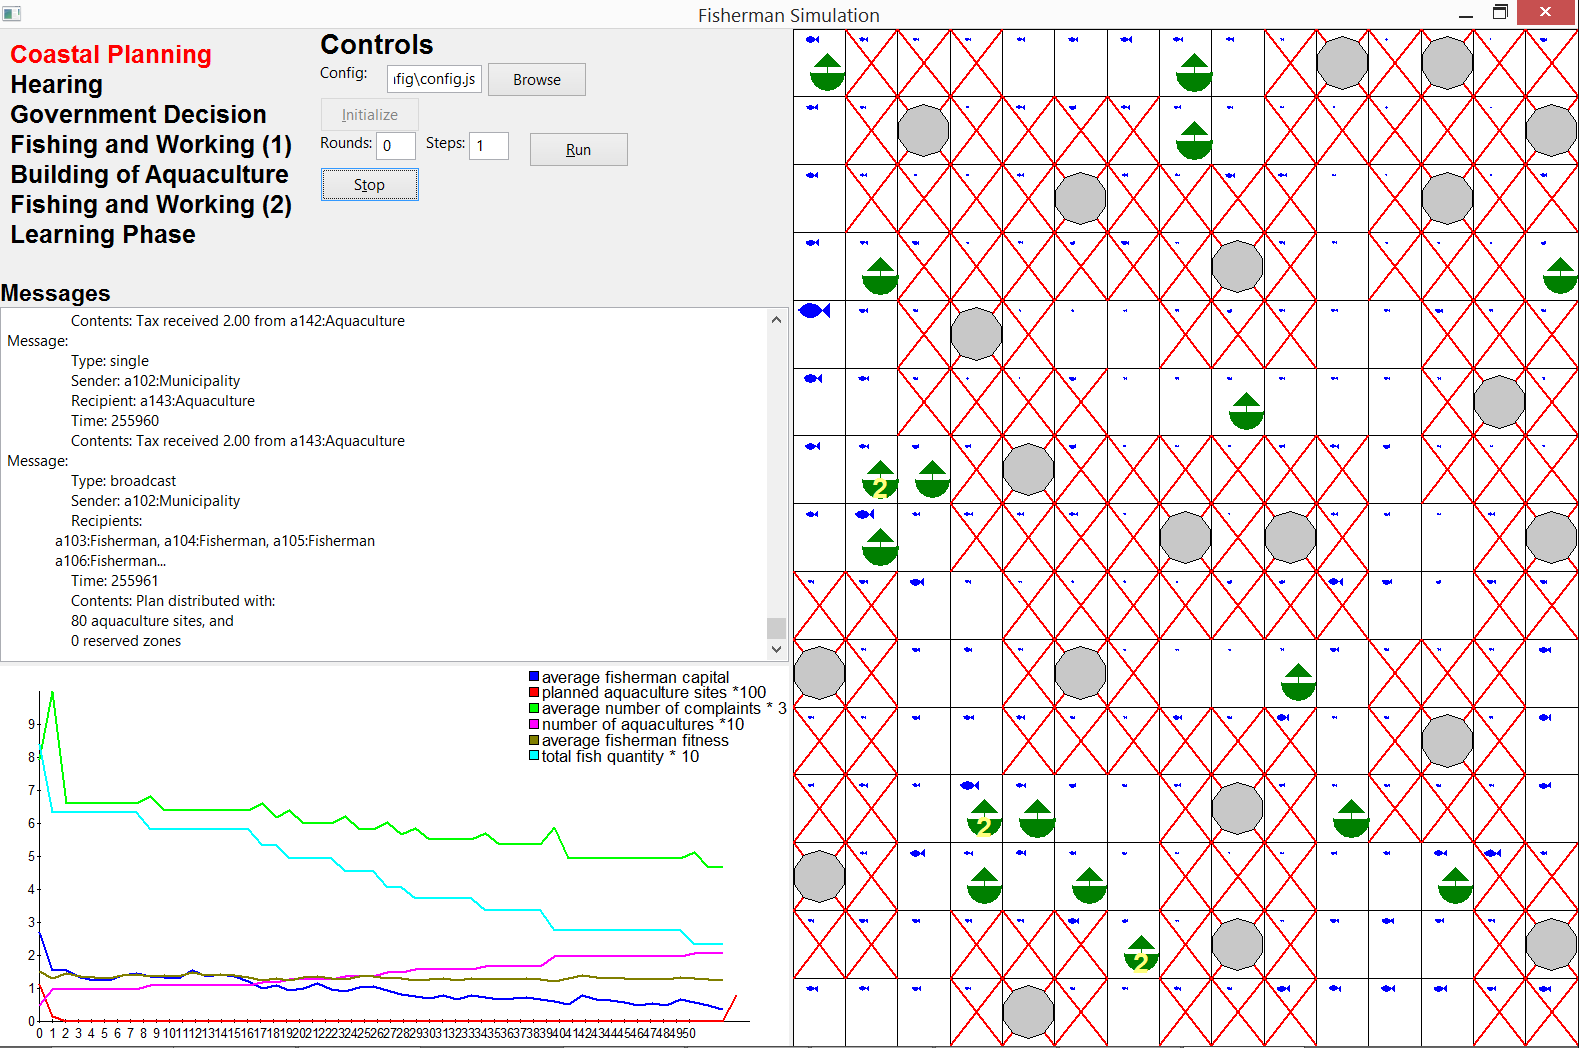 Fisherman Simulation
Coastal Planning
Hearing
Government Decision
Fishing and Working (1)
Building of Aquaculture
Fishing and Working (2)
Learning Phase
Controls
Config:
fig\config.js
Browse
Initialize
Rounds: 0 Steps: 1
Run
Stop
Messages
Contents: Tax received 2.00 from a142:Aquaculture
Message:
Type: single
Sender: a102:Municipality
Recipient: a143:Aquaculture
Time: 255960
Contents: Tax received 2.00 from a143:Aquaculture
Message:
Type: broadcast
Sender: a102:Municipality
Recipients:
a103:Fisherman, a104:Fisherman, a105:Fisherman
a106:Fisherman...
Time: 255961
Contents: Plan distributed with:
80 aquaculture sites, and
0 reserved zones
average fisherman capital
planned aquaculture sites *100
average number of complaints * 3
number of aquacultures *10
average fisherman fitness
total fish quantity * 10
9
8
7
6
5
4
3
2
1
0
0 1 2 3 4 5 6 7 8 9 1011121314151617181920212223242526272829303132333435363738394041424344454647484950
2
2
2